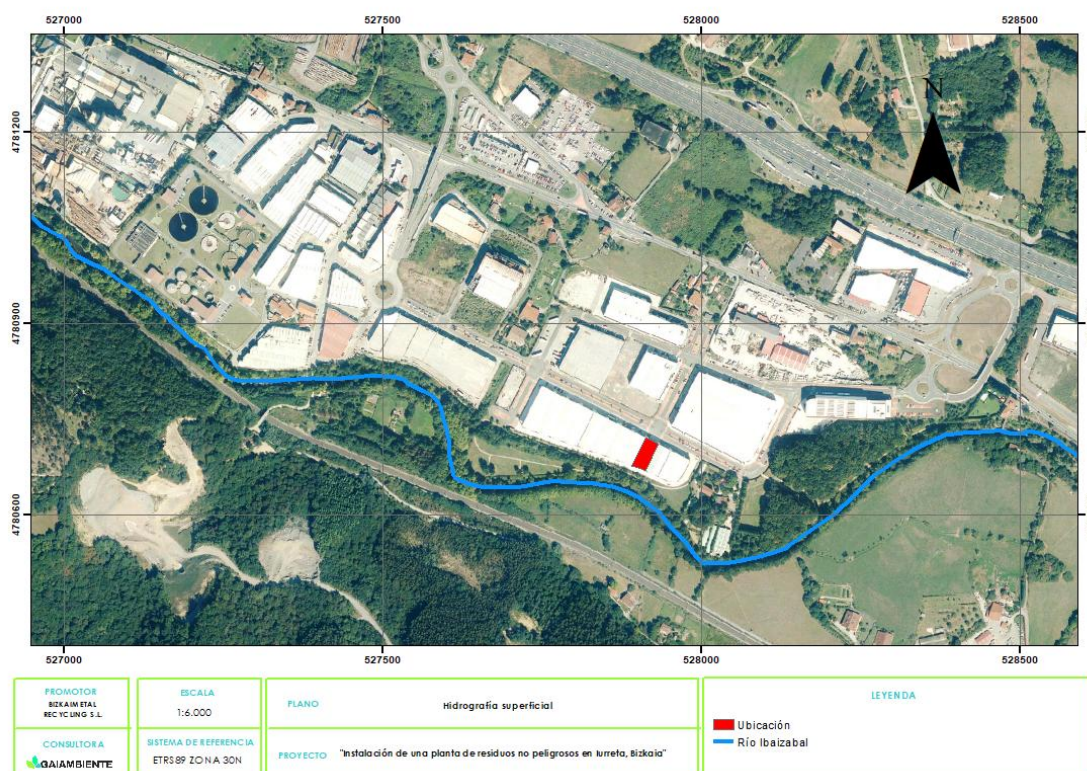 527000 527500 528000 528500
N
4781200
4780900
4780600
527000 527500 528000 528500
PROMOTOR
BIZKAIMETAL
RECYCLING S.L.
ESCALA
1:6.000
PLANO
Hidrografía superficial
LEYENDA
Ubicación
Río Ibaizabal
CONSULTORA
GAIAMBIENTE
SISTEMA DE REFERENCIA
ETRS89 ZONA 30N
PROYECTO
"Instalación de una planta de residuos no peligrosos en Iurreta, Bizkaia"